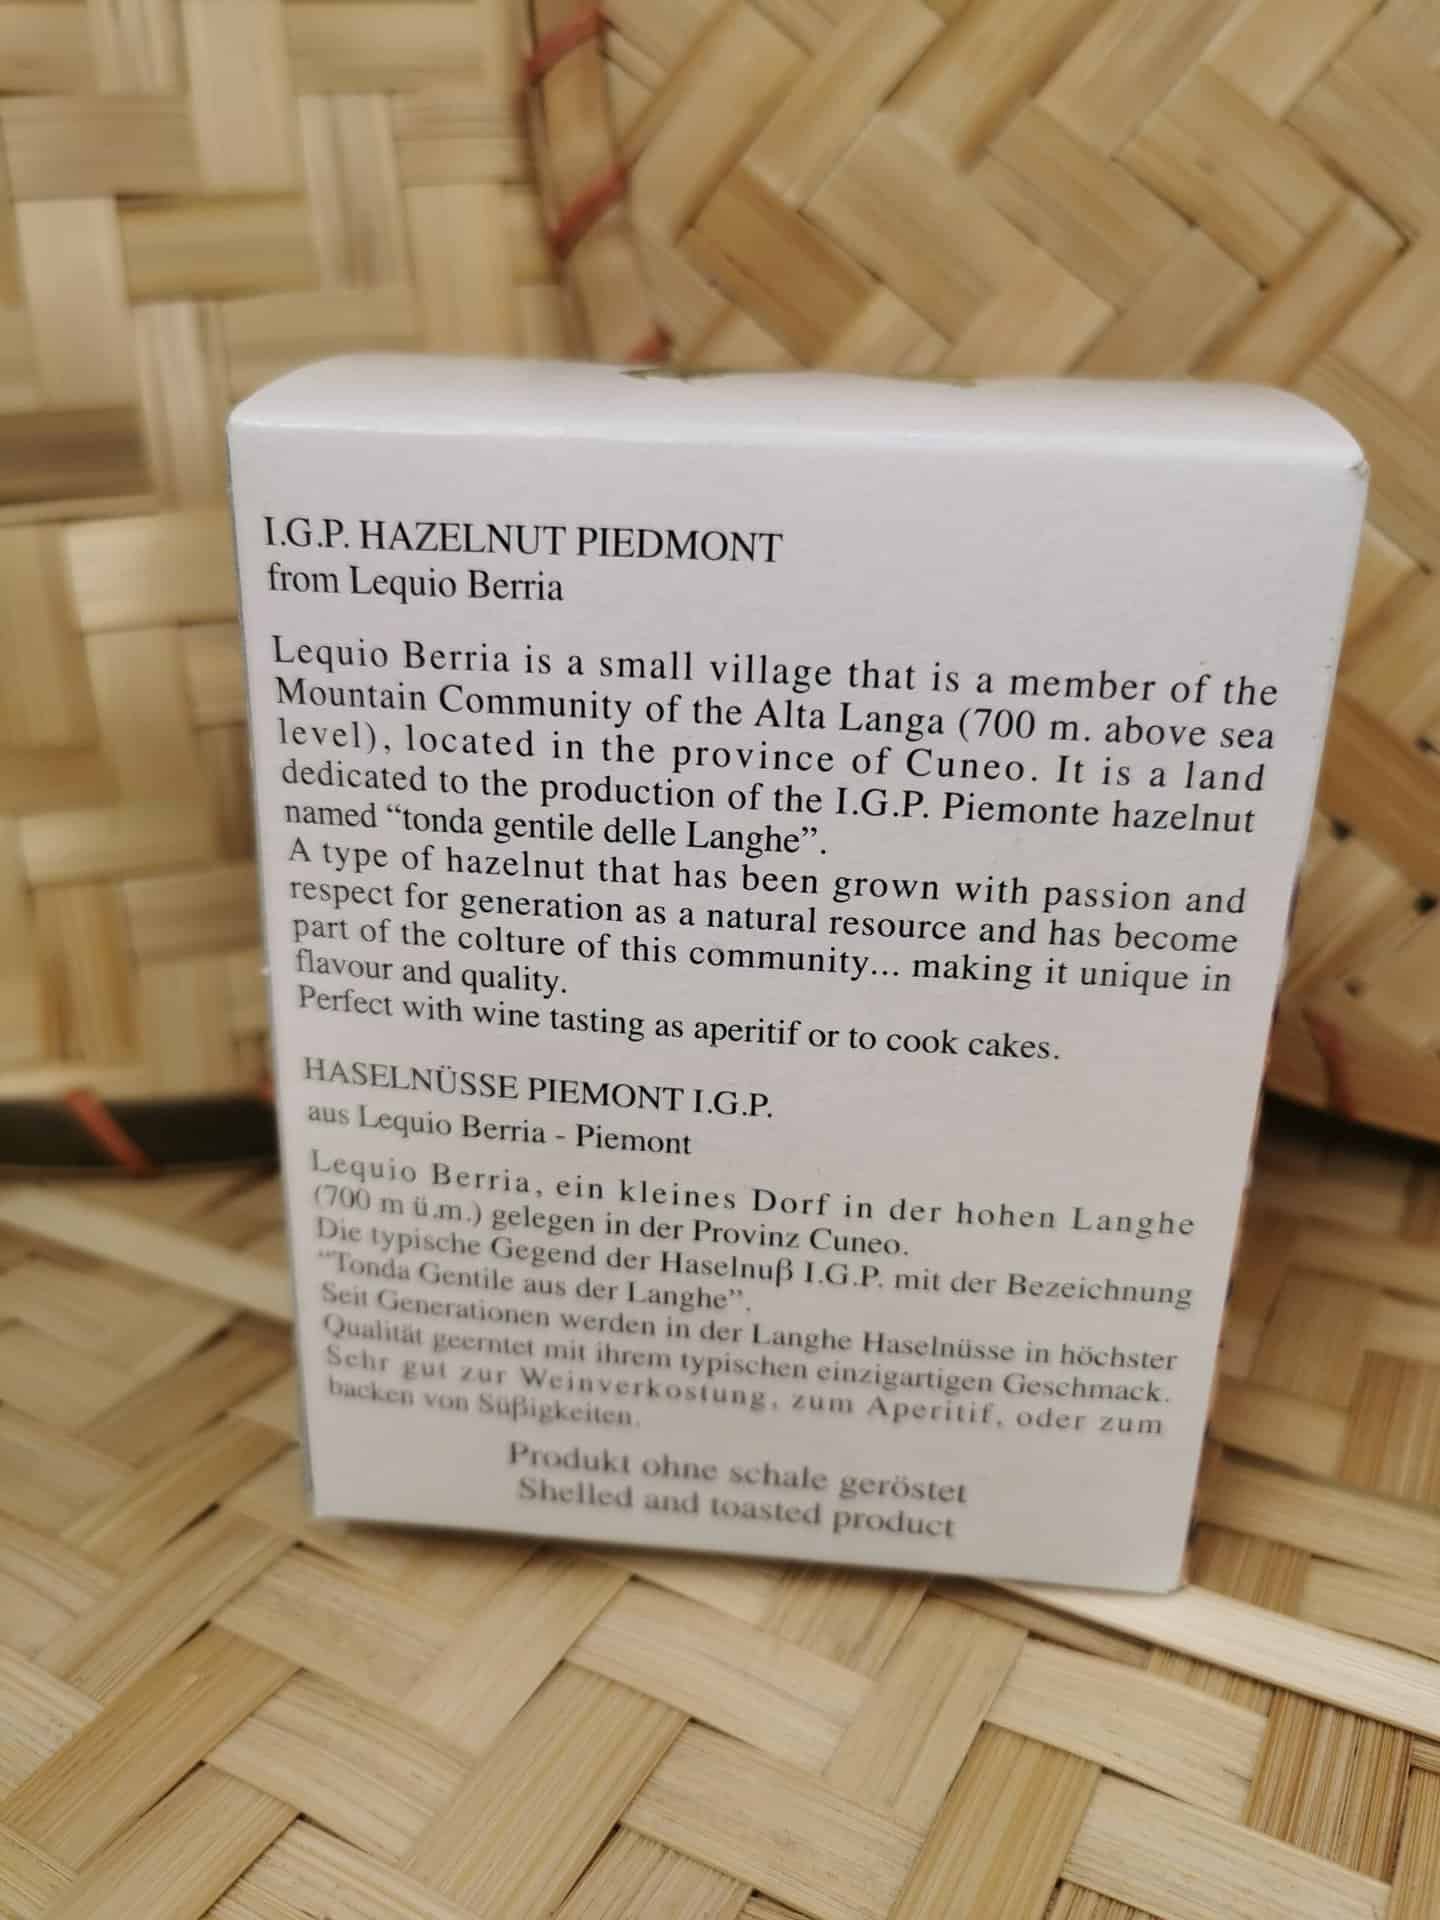 I.G.P. HAZELNUT PIEDMONT
from Lequio Berria
Lequio Berria is a small village that is a member of the
Mountain Community of the Alta Langa (700 m. above sea
level), located in the province of Cuneo. It is a land
dedicated to the production of the I.G.P. Piemonte hazelnut
named “tonda gentile delle Langhe”.
A type of hazelnut that has been grown with passion and
respect for generation as a natural resource and has become
part of the colture of this community... making it unique in
flavour and quality.
Perfect with wine tasting as aperitif or to cook cakes.
HASELNÜSSE PIEMONT I.G.P.
aus Lequio Berria - Piemont
Lequio Berria, ein kleines Dorf in der hohen Langhe
(700 m ü.m.) gelegen in der Provinz Cuneo.
Die typische Gegend der Haselnuβ I.G.P. mit der Bezeichnung
“Tonda Gentile aus der Langhe”.
Seit Generationen werden in der Langhe Haselnüsse in höchster
Qualität geerntet mit ihrem typischen einzigartigen Geschmack.
Sehr gut zur Weinverkostung, zum Aperitif, oder zum
backen von Süβigkeiten.
Produkt ohne schale geröstet
Shelled and toasted product